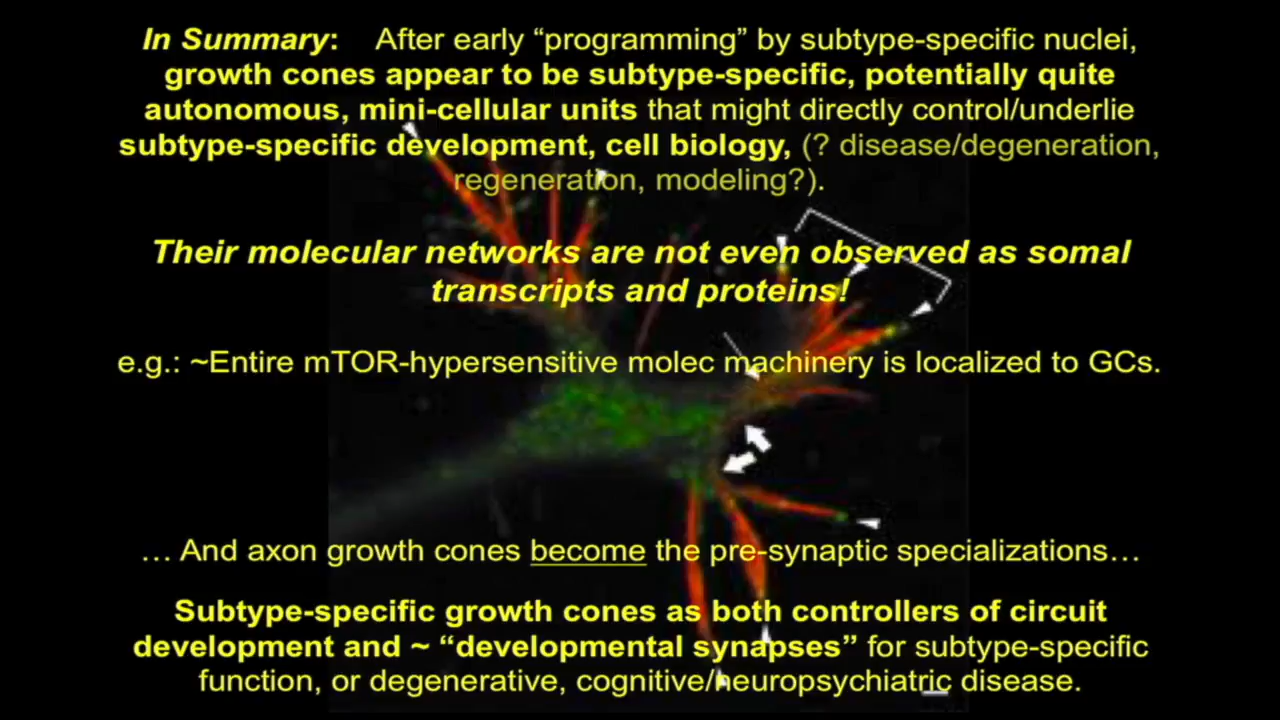 In Summary: After early “programming” by subtype-specific nuclei,
growth cones appear to be subtype-specific, potentially quite
autonomous, mini-cellular units that might directly control/underlie
subtype-specific development, cell biology, (? disease/degeneration,
regeneration, modeling?).
Their molecular networks are not even observed as somal
transcripts and proteins!
e.g.: ~Entire mTOR-hypersensitive molec machinery is localized to GCs.
… And axon growth cones become the pre-synaptic specializations…
Subtype-specific growth cones as both controllers of circuit
development and ~ “developmental synapses” for subtype-specific
function, or degenerative, cognitive/neuropsychiatric disease.